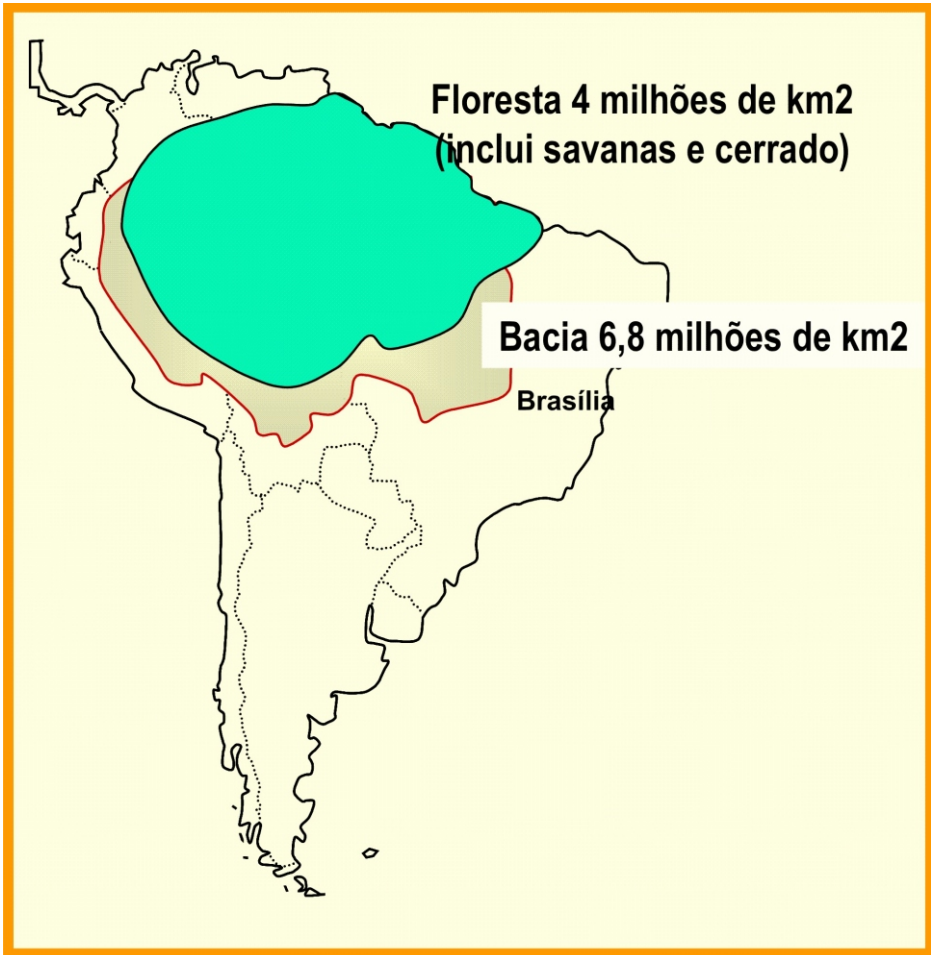 Floresta 4 milhões de km2
(inclui savanas e cerrado)
Bacia 6,8 milhões de km2
Brasília